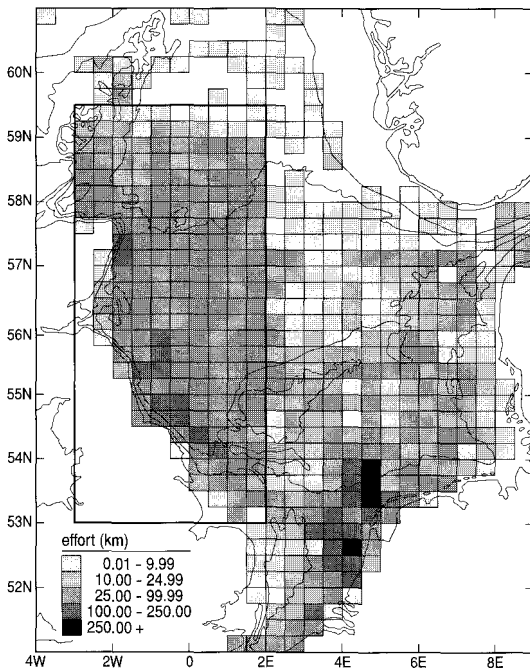 60N
59N
58N
57N
56N
55N
54N
53N
52N
effort (km)
0.01 - 9.99
10.00 - 24.99
25.00 - 99.99
100.00 - 250.00
250.00 +
4W 2W 0 2E 4E 6E 8E